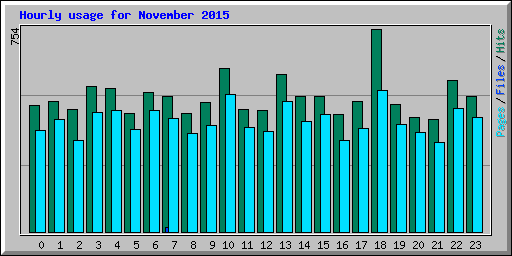 Hourly usage for November 2015
754
Pages / Files / Hits
0 1 2 3 4 5 6 7 8 9 10 11 12 13 14 15 16 17 18 19 20 21 22 23